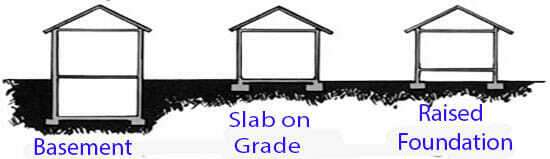 Basement
Slab on
Grade
Raised
Foundation